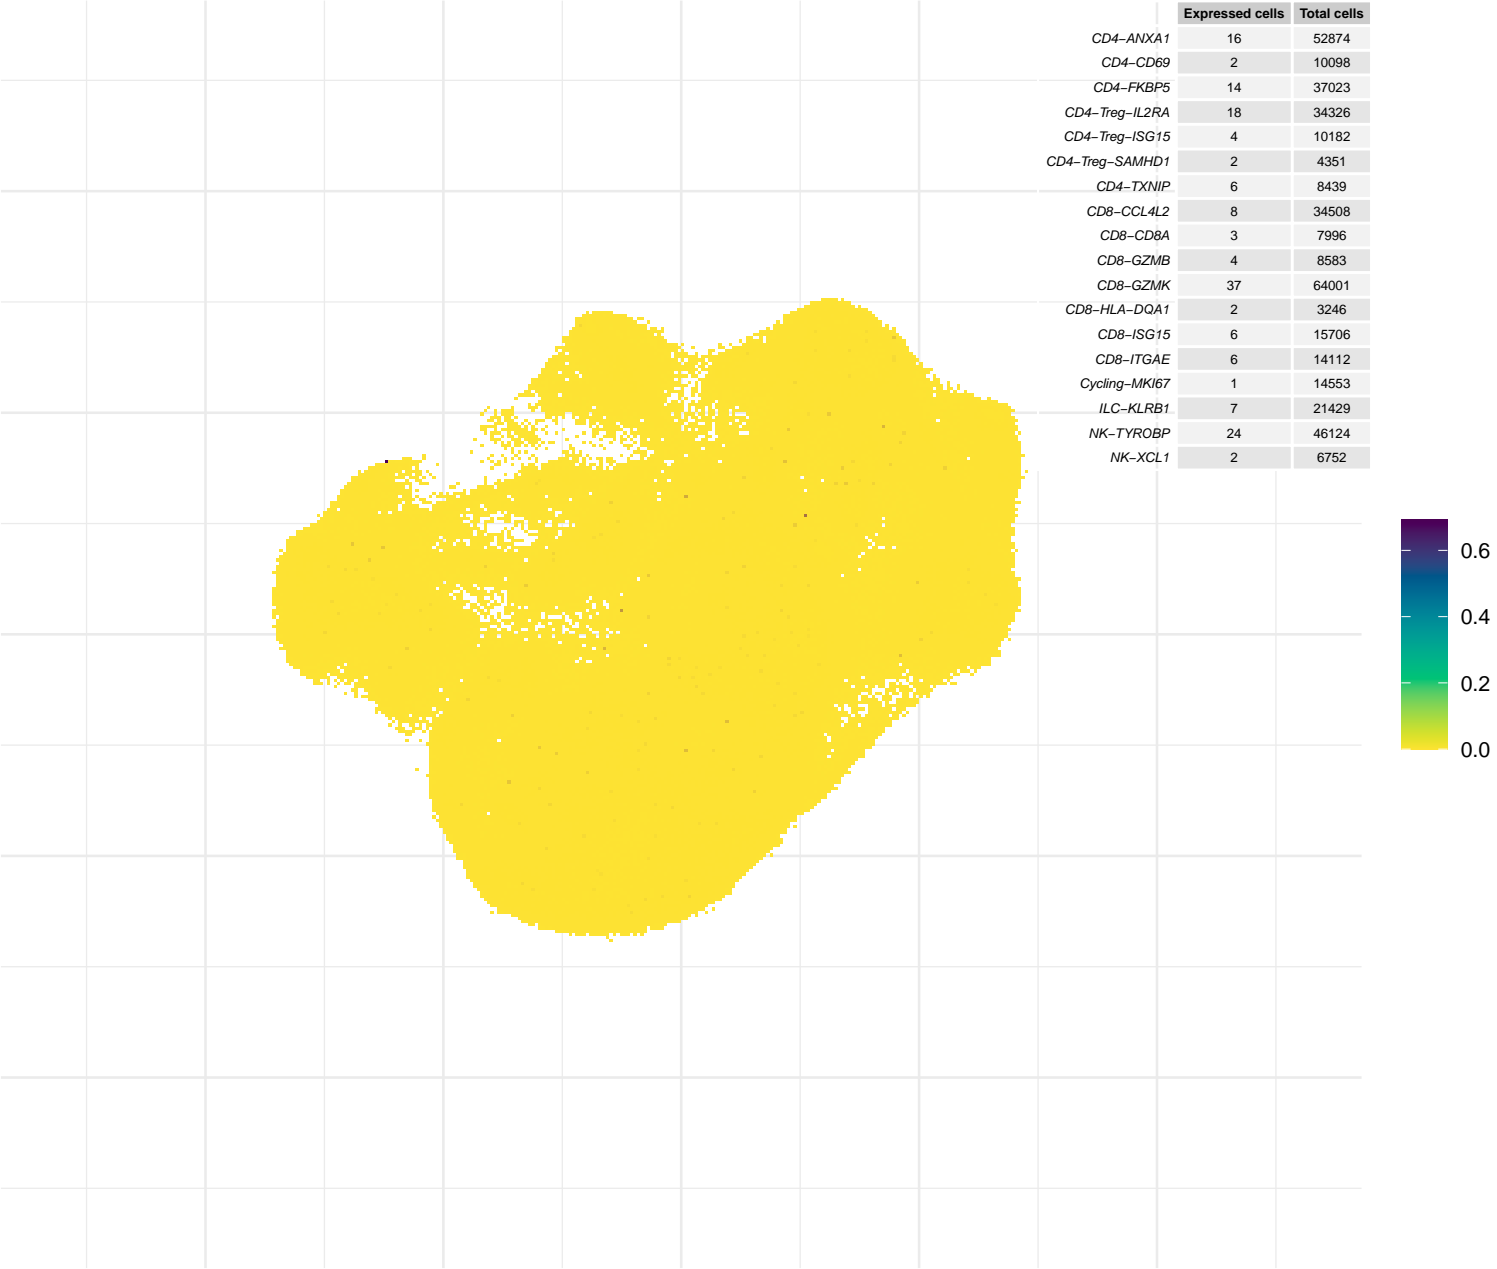 Expressed cells Total cells
CD4−ANXA1 16 52874
CD4−CD69 2 10098
CD4−FKBP5 14 37023
CD4−Treg−IL2RA 18 34326
CD4−Treg−ISG15 4 10182
CD4−Treg−SAMHD1 2 4351
CD4−TXNIP 6 8439
CD8−CCL4L2 8 34508
CD8−CD8A 3 7996
CD8−GZMB 4 8583
CD8−GZMK 37 64001
CD8−HLA−DQA1 2 3246
CD8−ISG15 6 15706
CD8−ITGAE 6 14112
Cycling−MKI67 1 14553
ILC−KLRB1 7 21429
NK−TYROBP 24 46124
NK−XCL1 2 6752
0.6
0.4
0.2
0.0